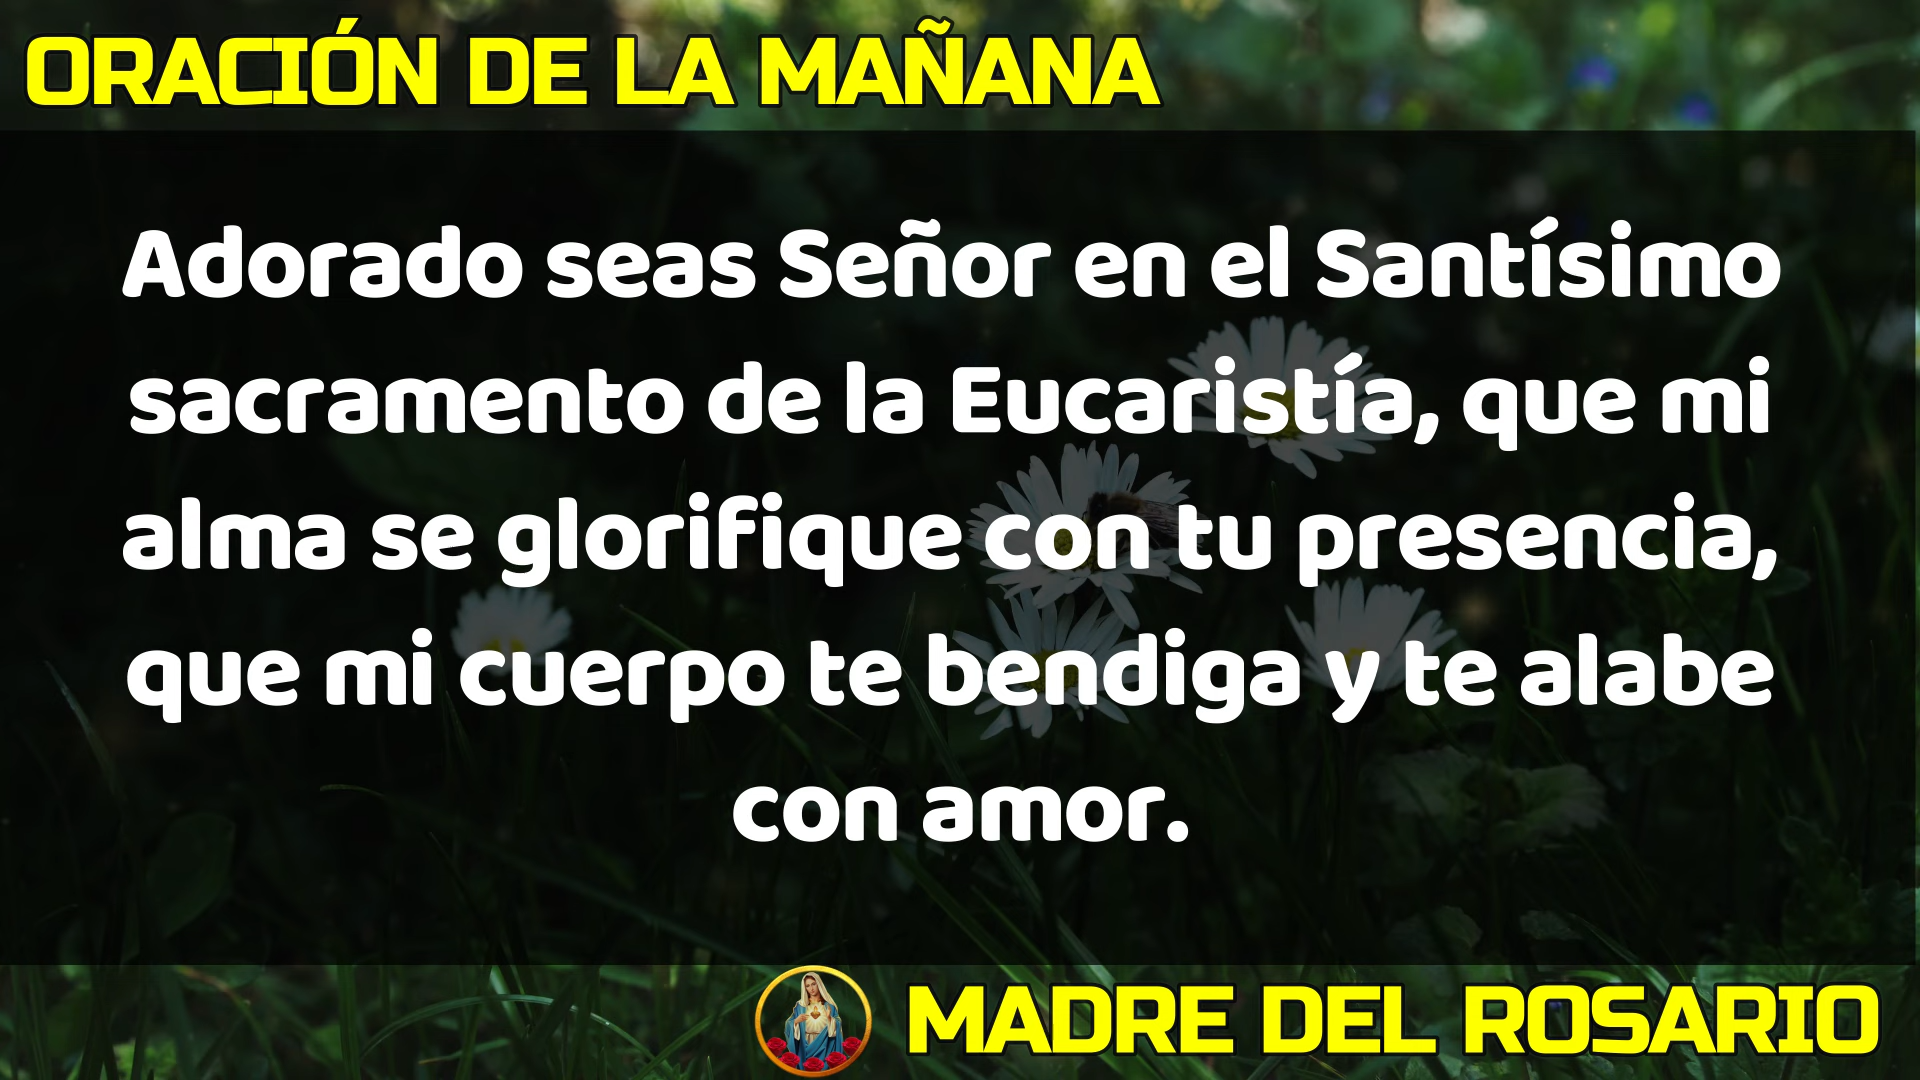 ORACIÓN DE LA MAÑANA
Adorado seas Señor en el Santísimo
sacramento de la Eucaristía, que mi
alma se glorifique con tu presencia,
que mi cuerpo te bendiga y te alabe
con amor.
MADRE DEL ROSARIO